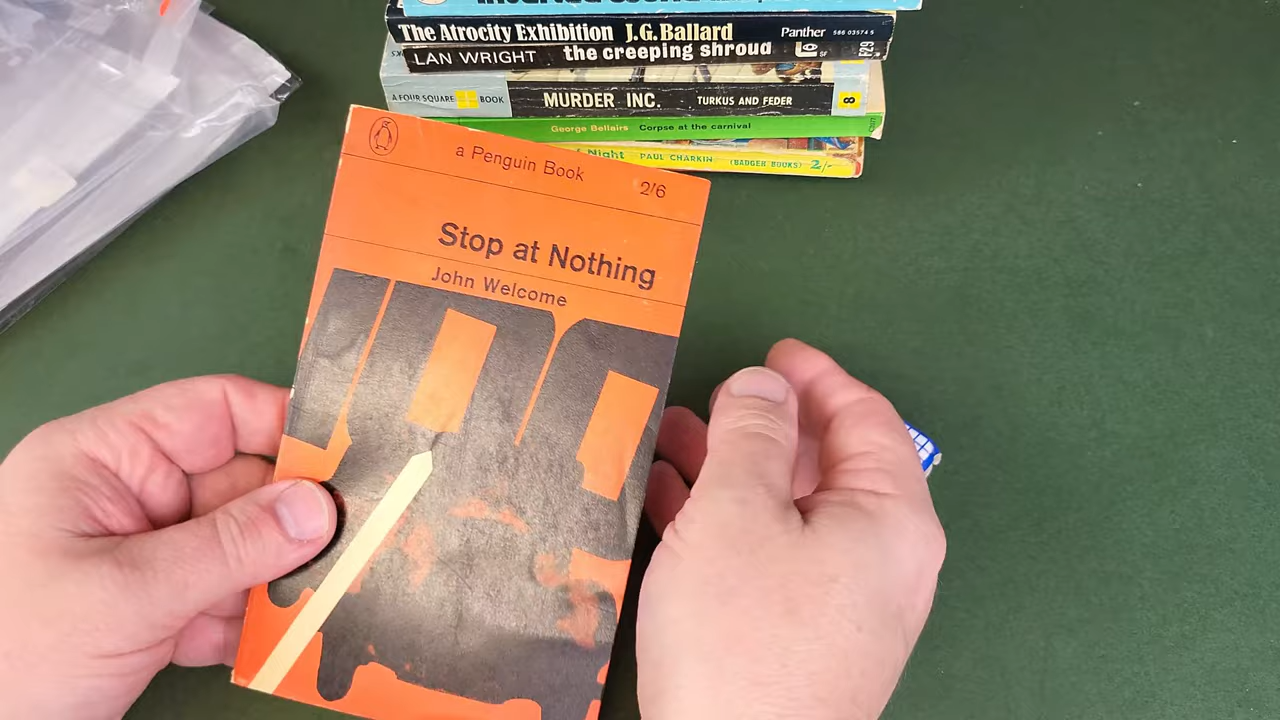 The Atrocity Exhibition J.G. Ballard Panther 586 03574 5
LAN WRIGHT the creeping shroud
A FOUR SQUARE BOOK MURDER INC. TURKUS AND FEDER 8
George Bellairs Corpse at the carnival
Night PAUL CHARKIN (BADGER BOOKS) 2/-
a Penguin Book 2/6
Stop at Nothing
John Welcome